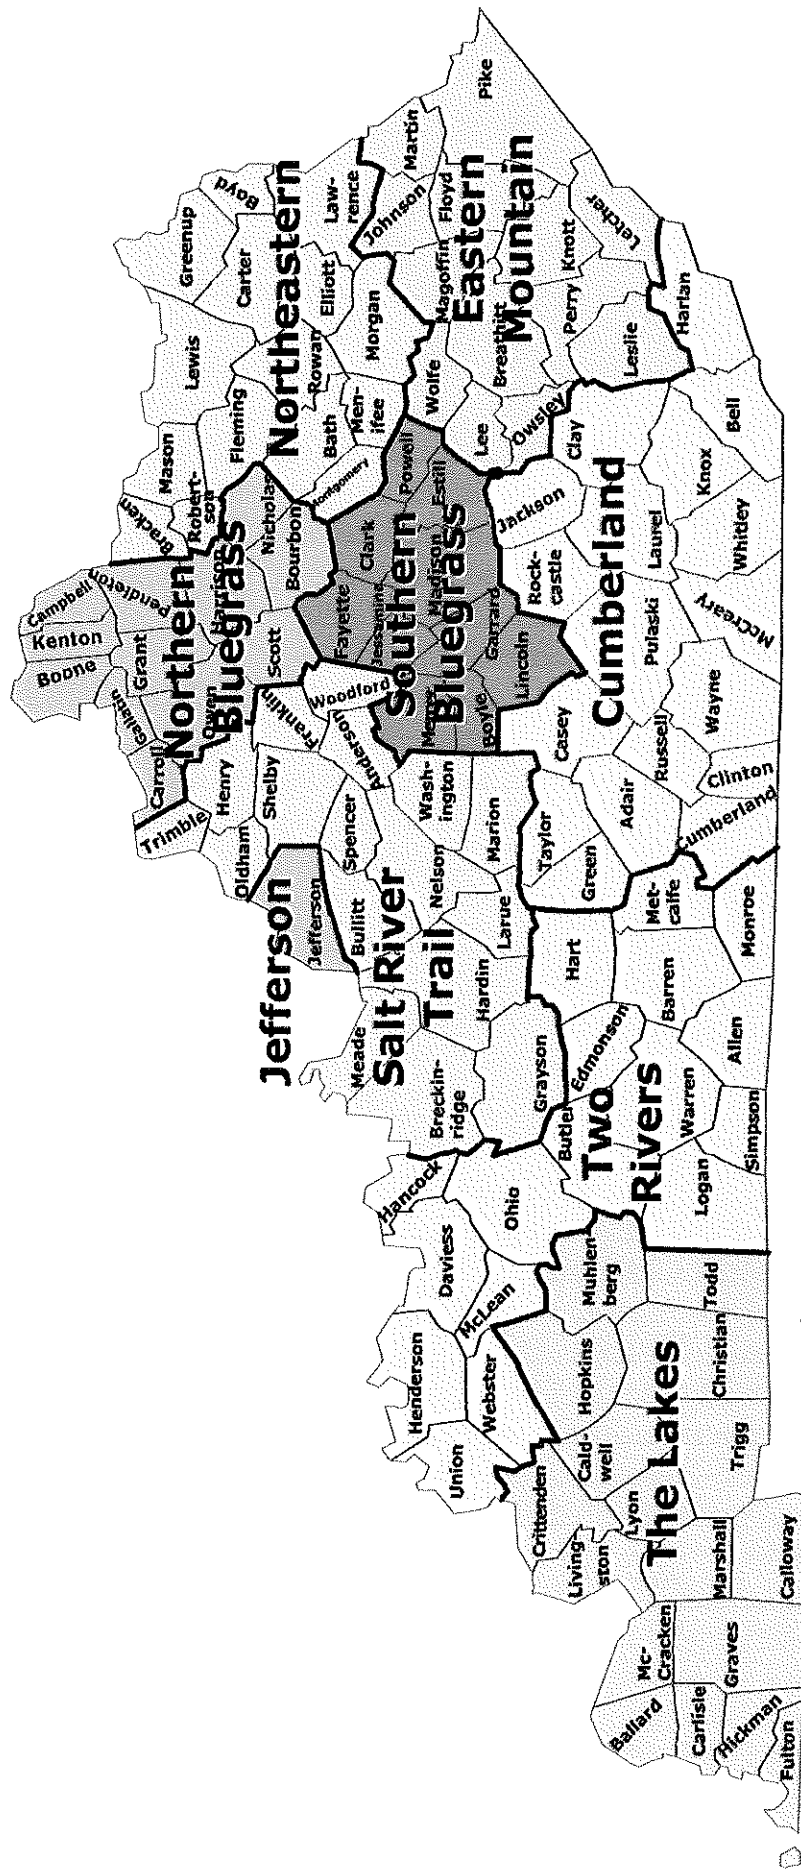 Northern
Bluegrass
Northeastern
Jefferson
Salt River
Trail
Southern
Bluegrass
Eastern
Mountain
Cumberland
Two
Rivers
The Lakes
Boone
Kenton
Campbell
Pendleton
Gallatin
Grant
Carroll
Owen
Harrison
Scott
Nicholas
Bourbon
Bracken
Robert-
son
Mason
Lewis
Greenup
Fleming
Carter
Boyd
Rowan
Elliott
Law-
rence
Bath
Men-
ifee
Montgomery
Morgan
Trimble
Henry
Oldham
Shelby
Franklin
Woodford
Anderson
Spencer
Jefferson
Bullitt
Nelson
Wash-
ington
Marion
Larue
Hardin
Meade
Breckin-
ridge
Grayson
Fayette
Clark
Jessamine
Madison
Powell
Estill
Mercer
Boyle
Garrard
Lincoln
Wolfe
Magoffin
Johnson
Martin
Floyd
Pike
Lee
Owsley
Breathitt
Knott
Perry
Letcher
Leslie
Harlan
Jackson
Clay
Rock-
castle
Laurel
Knox
Bell
Whitley
McCreary
Pulaski
Casey
Wayne
Russell
Clinton
Cumberland
Adair
Taylor
Green
Hart
Met-
calfe
Monroe
Barren
Edmonson
Allen
Warren
Simpson
Butler
Logan
Ohio
Hancock
Daviess
McLean
Henderson
Webster
Union
Muhlen
berg
Todd
Hopkins
Christian
Cald-
well
Trigg
Crittenden
Living-
ston
Lyon
Marshall
Calloway
Mc-
Cracken
Graves
Ballard
Carlisle
Hickman
Fulton